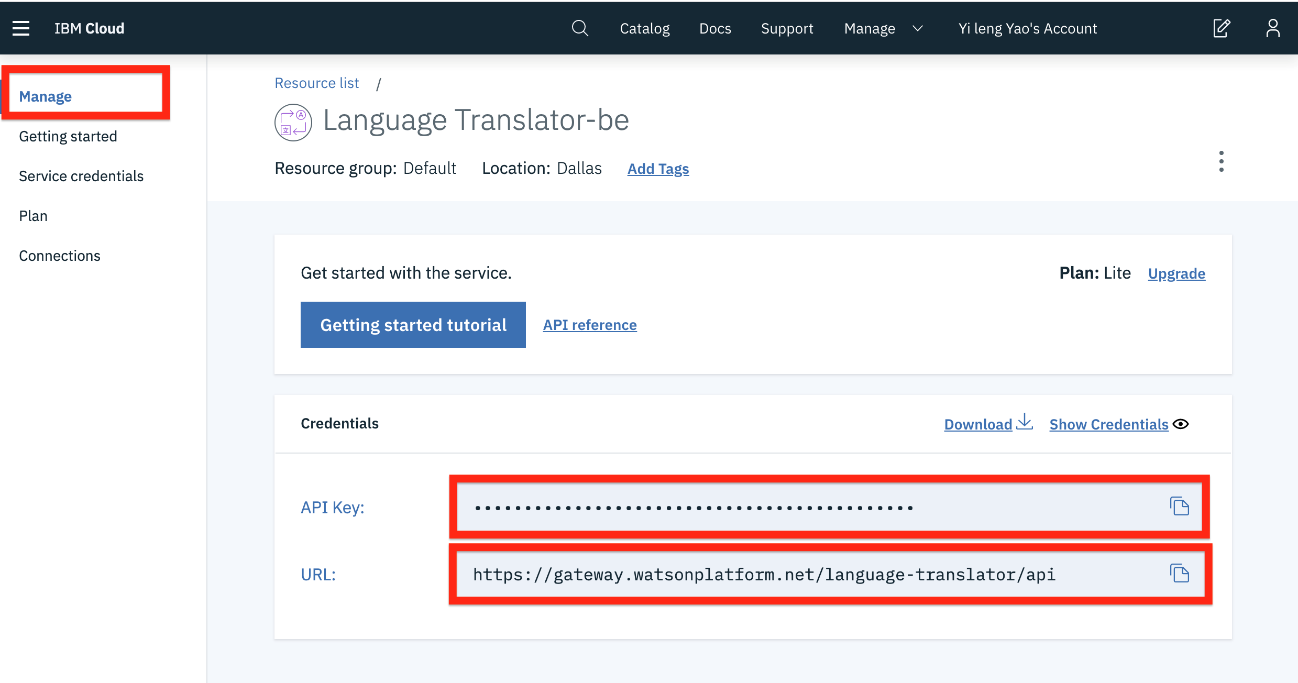 IBM Cloud
Catalog Docs Support Manage Yi leng Yao's Account
Manage
Getting started
Service credentials
Plan
Connections
Resource list /
Language Translator-be
Resource group: Default Location: Dallas Add Tags
Get started with the service.
Plan: Lite Upgrade
Getting started tutorial API reference
Credentials
Download Show Credentials
API Key: ••••••••••••••••••••••••••••••••••••••••••••
URL: https://gateway.watsonplatform.net/language-translator/api